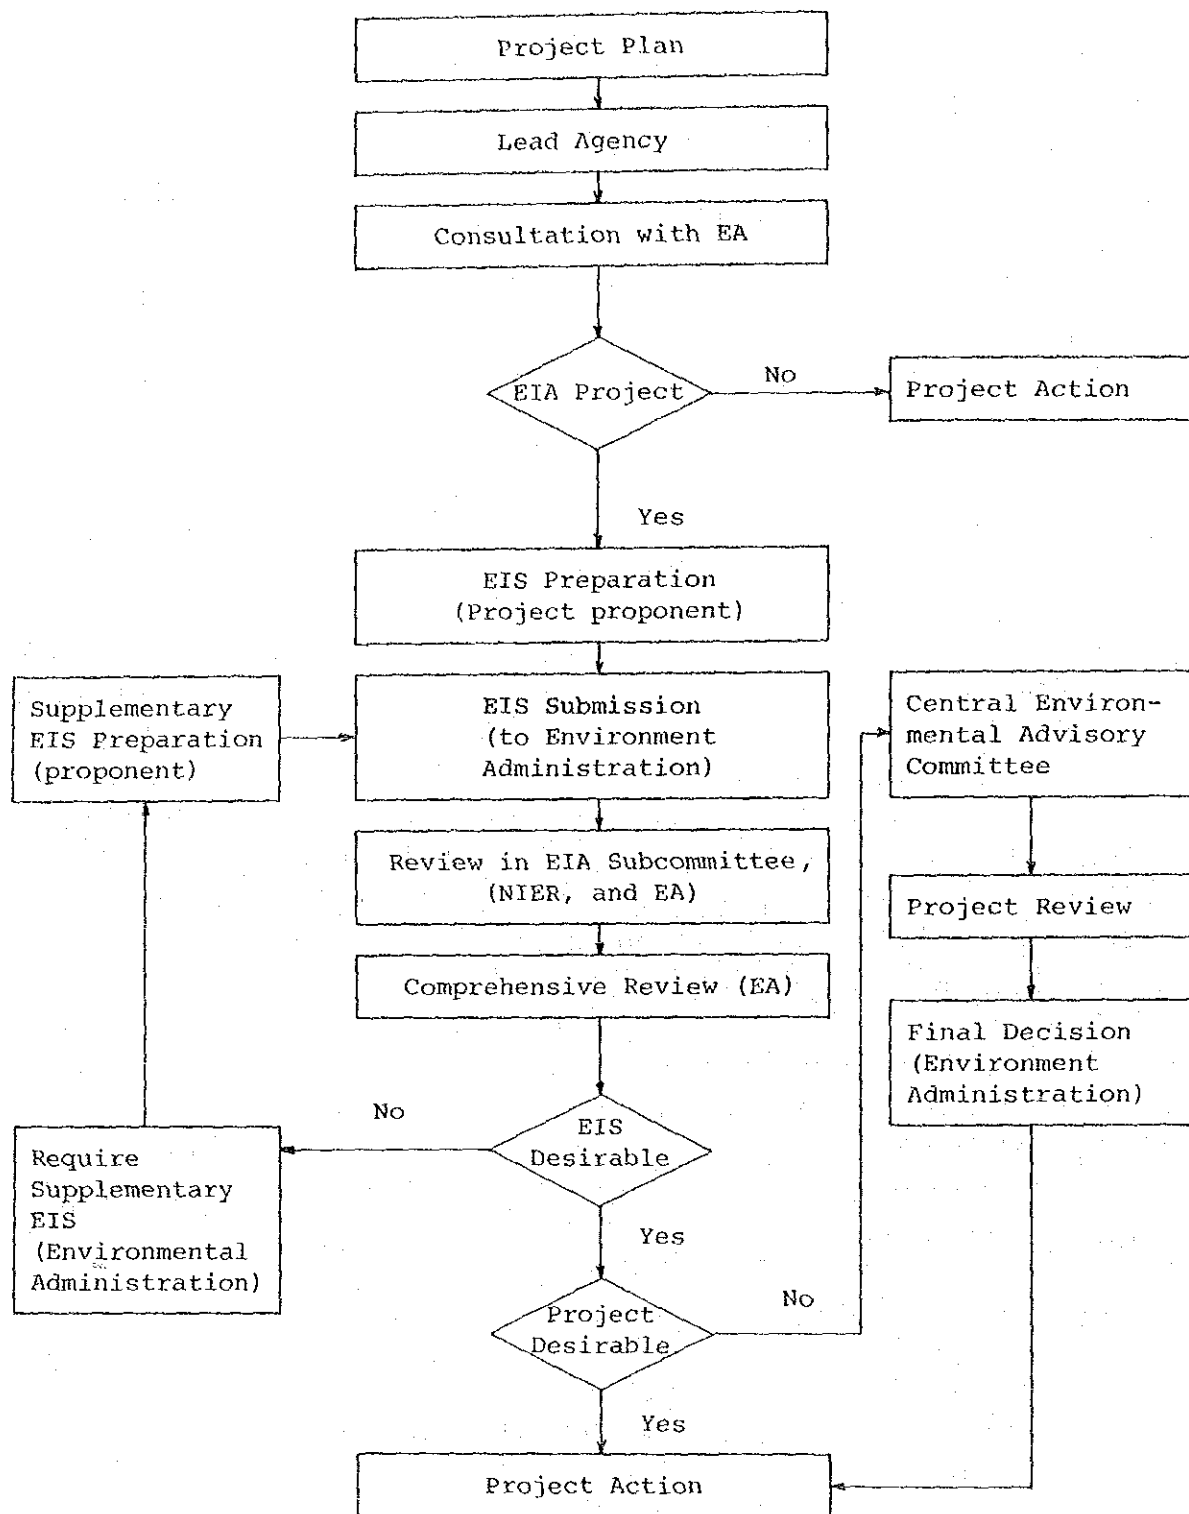 Project Plan
Lead Agency
Consultation with EA
EIA Project
No
Project Action
Yes
EIS Preparation
(Project proponent)
Supplementary
EIS Preparation
(proponent)
EIS Submission
(to Environment
Administration)
Central Environ-
mental Advisory
Committee
Review in EIA Subcommittee,
(NIER, and EA)
Project Review
Comprehensive Review (EA)
Final Decision
(Environment
Administration)
No
EIS
Desirable
Require
Supplementary
EIS
(Environmental
Administration)
Yes
Project
Desirable
No
Yes
Project Action